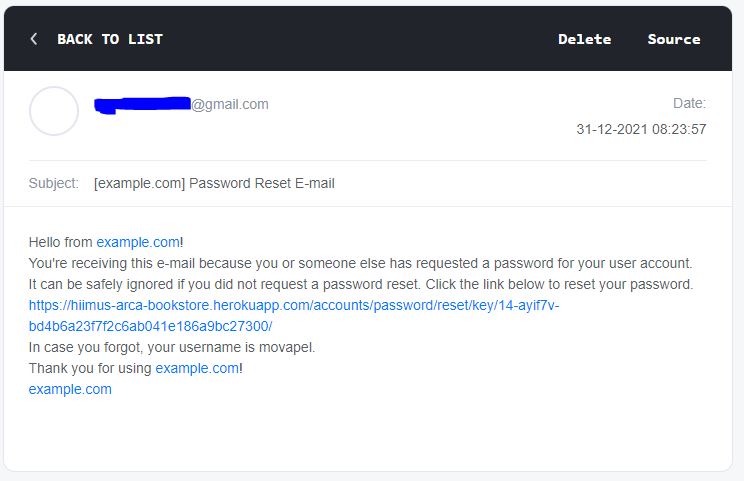 BACK TO LIST Delete Source
@gmail.com Date:
31-12-2021 08:23:57
Subject: [example.com] Password Reset E-mail
Hello from example.com!
You're receiving this e-mail because you or someone else has requested a password for your user account.
It can be safely ignored if you did not request a password reset. Click the link below to reset your password.
https://hiimus-arca-bookstore.herokuapp.com/accounts/password/reset/key/14-ayif7v-
bd4b6a23f7f2c6ab041e186a9bc27300/
In case you forgot, your username is movapel.
Thank you for using example.com!
example.com